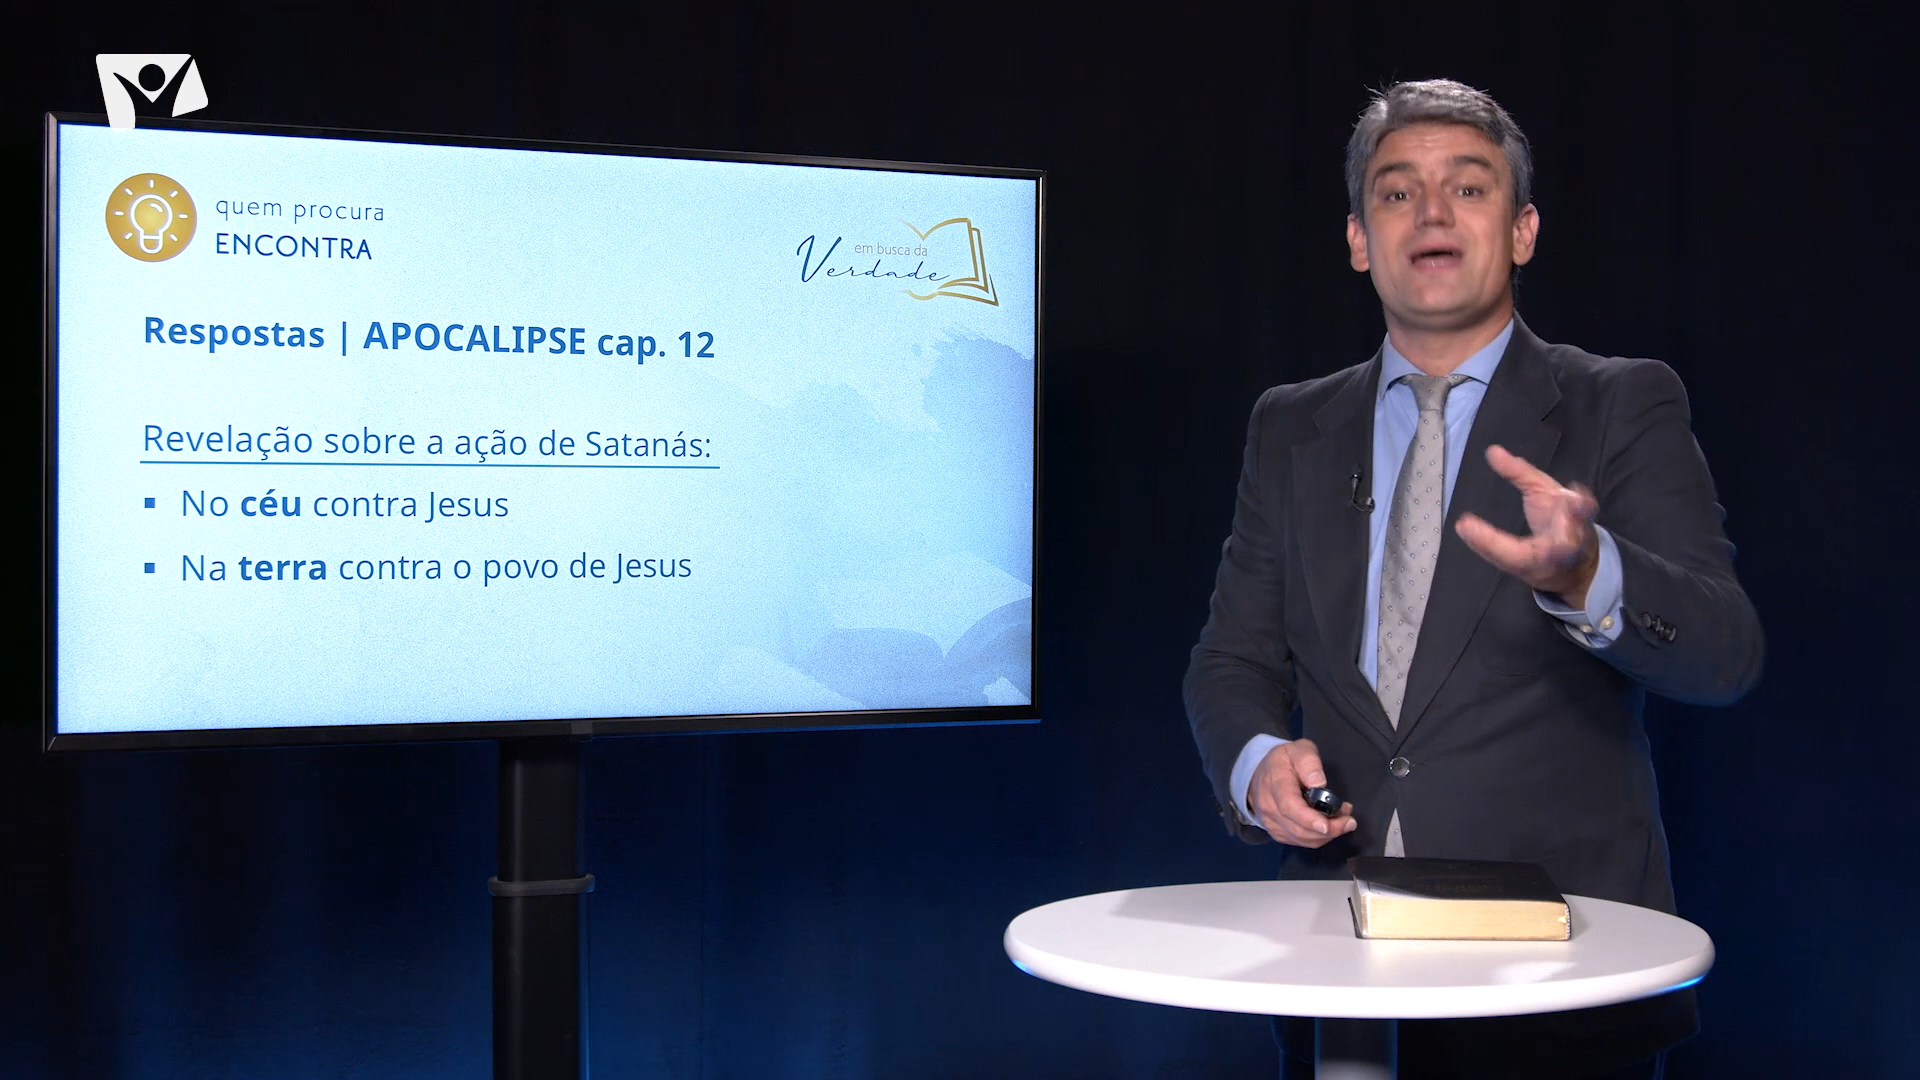 quem procura
ENCONTRA
em busca da
Verdade
Respostas | APOCALIPSE cap. 12
Revelação sobre a ação de Satanás:
▪ No céu contra Jesus
▪ Na terra contra o povo de Jesus